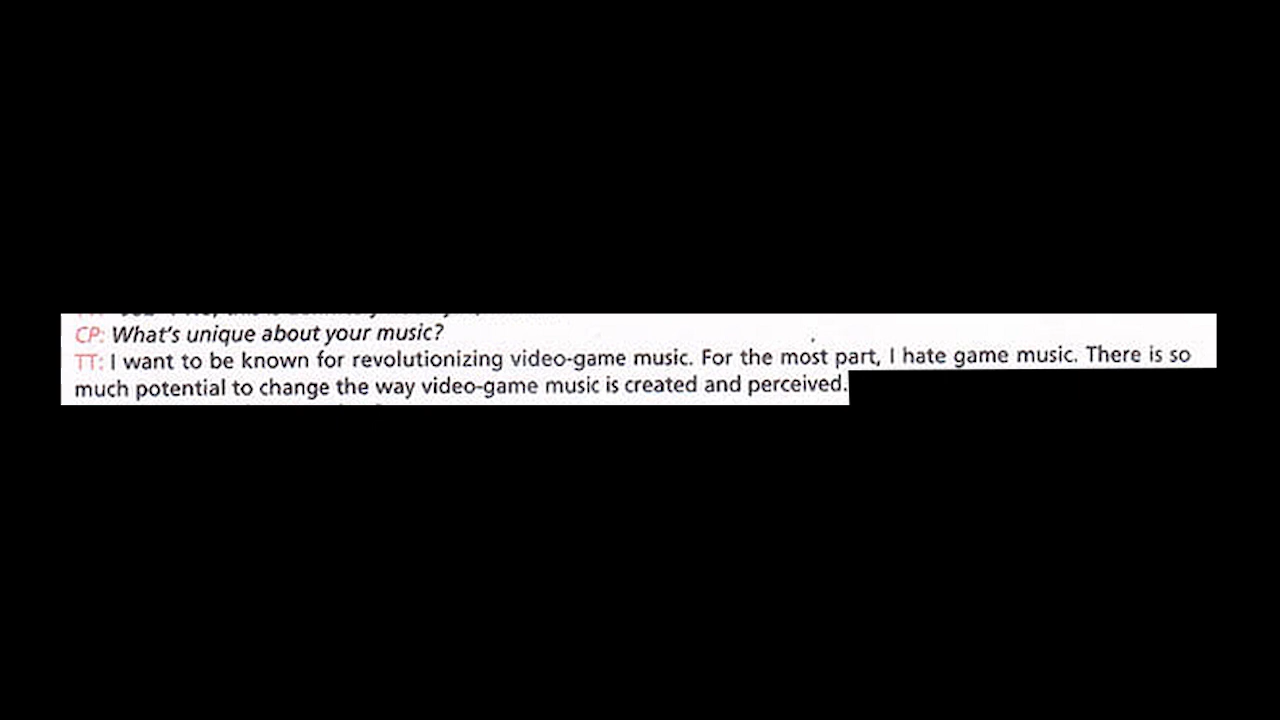 CP: What's unique about your music?
TT: I want to be known for revolutionizing video-game music. For the most part, I hate game music. There is so
much potential to change the way video-game music is created and perceived.